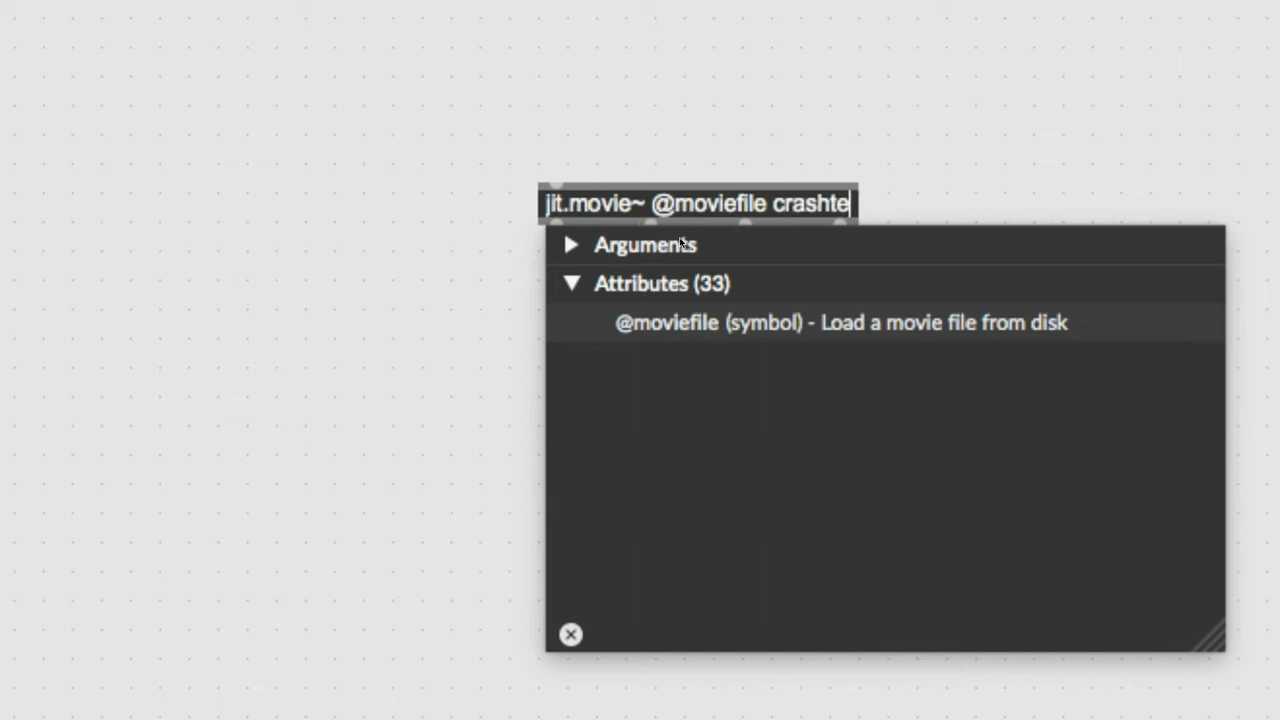 jit.movie~ @moviefile crashte
Arguments
Attributes (33)
@moviefile (symbol) - Load a movie file from disk